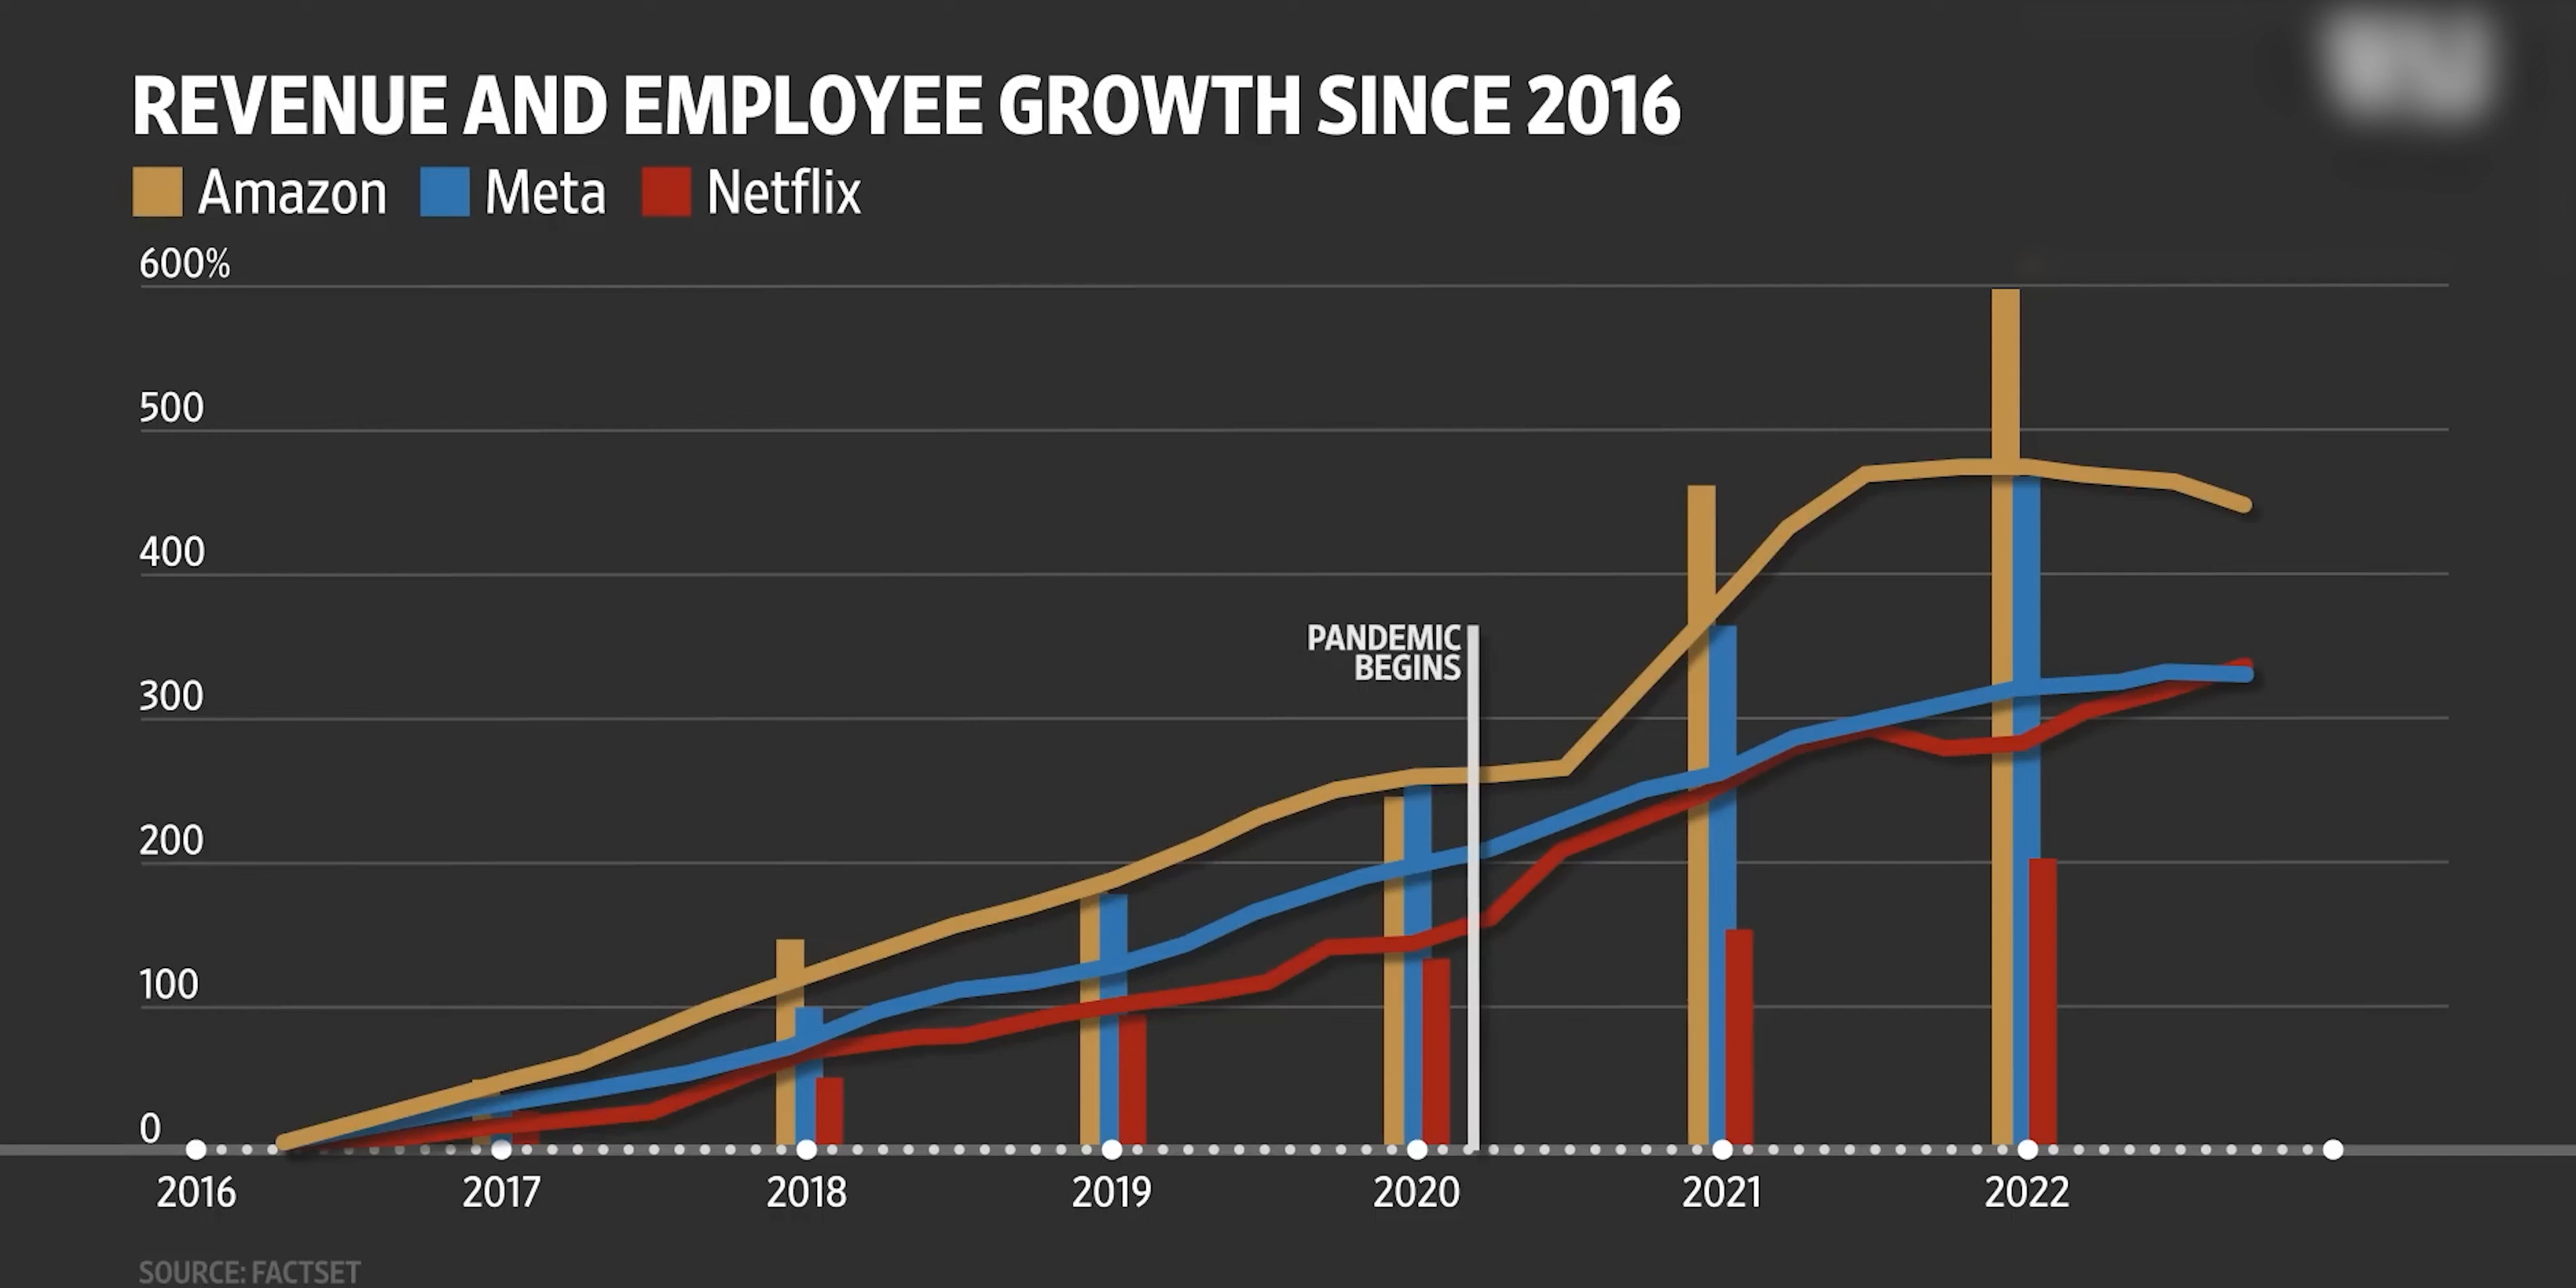 REVENUE AND EMPLOYEE GROWTH SINCE 2016
Amazon Meta Netflix
600%
500
400
PANDEMIC
BEGINS
300
200
100
0
2016 2017 2018 2019 2020 2021 2022
SOURCE: FACTSET